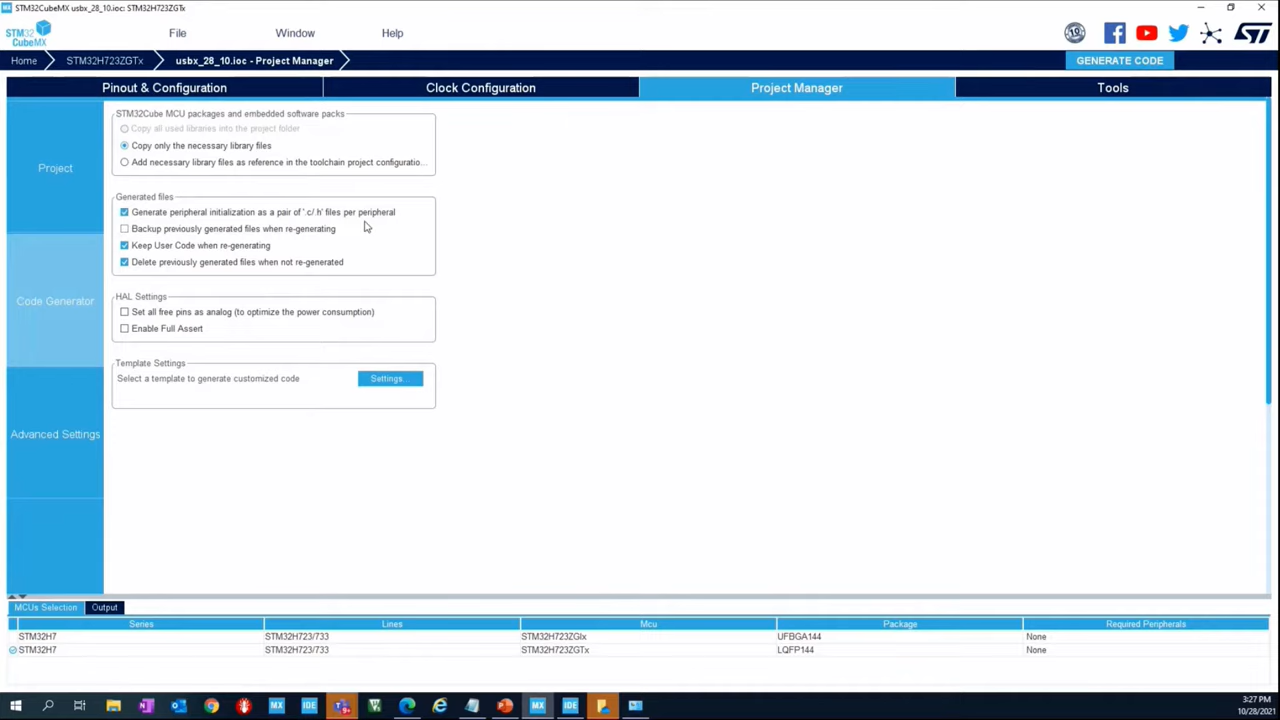 STM32CubeMX usbx_28_10.ioc: STM32H723ZGTx
STM32
CubeMX
File
Window
Help
10
Home
STM32H723ZGTx
usbx_28_10.ioc - Project Manager
GENERATE CODE
Pinout & Configuration
Clock Configuration
Project Manager
Tools
Project
Code Generator
Advanced Settings
STM32Cube MCU packages and embedded software packs
Copy all used libraries into the project folder
Copy only the necessary library files
Add necessary library files as reference in the toolchain project configuratio...
Generated files
Generate peripheral initialization as a pair of '.c/.h' files per peripheral
Backup previously generated files when re-generating
Keep User Code when re-generating
Delete previously generated files when not re-generated
HAL Settings
Set all free pins as analog (to optimize the power consumption)
Enable Full Assert
Template Settings
Select a template to generate customized code
Settings...
MCUs Selection
Output
Series
Lines
Mcu
Package
Required Peripherals
STM32H7
STM32H723/733
STM32H723ZGIx
UFBGA144
None
STM32H7
STM32H723/733
STM32H723ZGTx
LQFP144
None
MX
IDE
MX
IDE
3:27 PM
10/28/2021